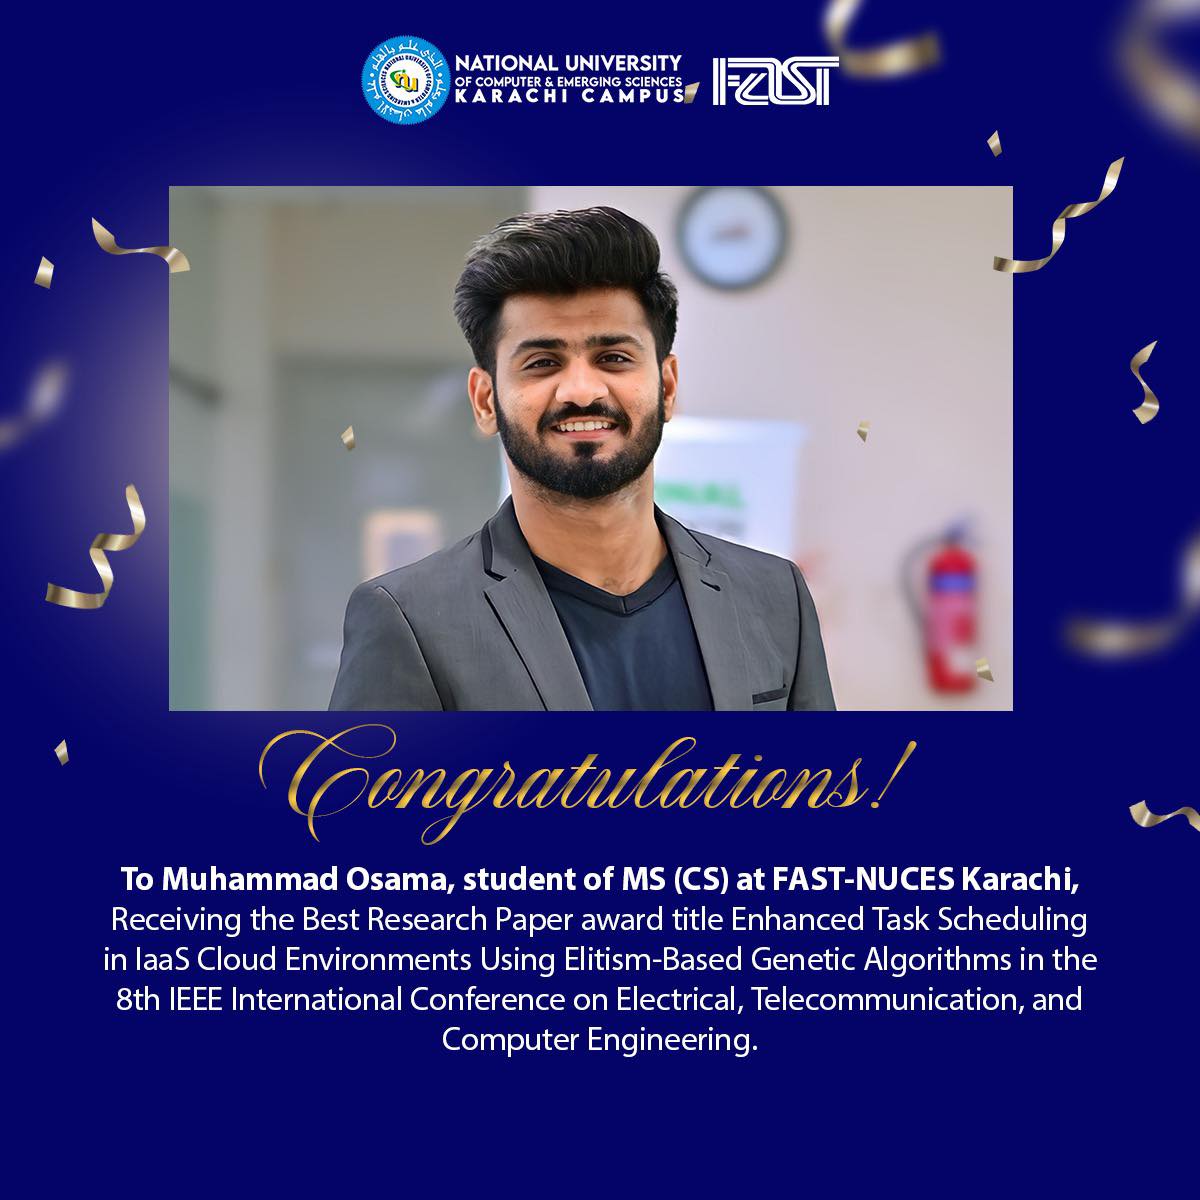 NATIONAL UNIVERSITY
OF COMPUTER & EMERGING SCIENCES
KARACHI CAMPUS
FAST
Congratulations!
To Muhammad Osama, student of MS (CS) at FAST-NUCES Karachi,
Receiving the Best Research Paper award title Enhanced Task Scheduling
in IaaS Cloud Environments Using Elitism-Based Genetic Algorithms in the
8th IEEE International Conference on Electrical, Telecommunication, and
Computer Engineering.